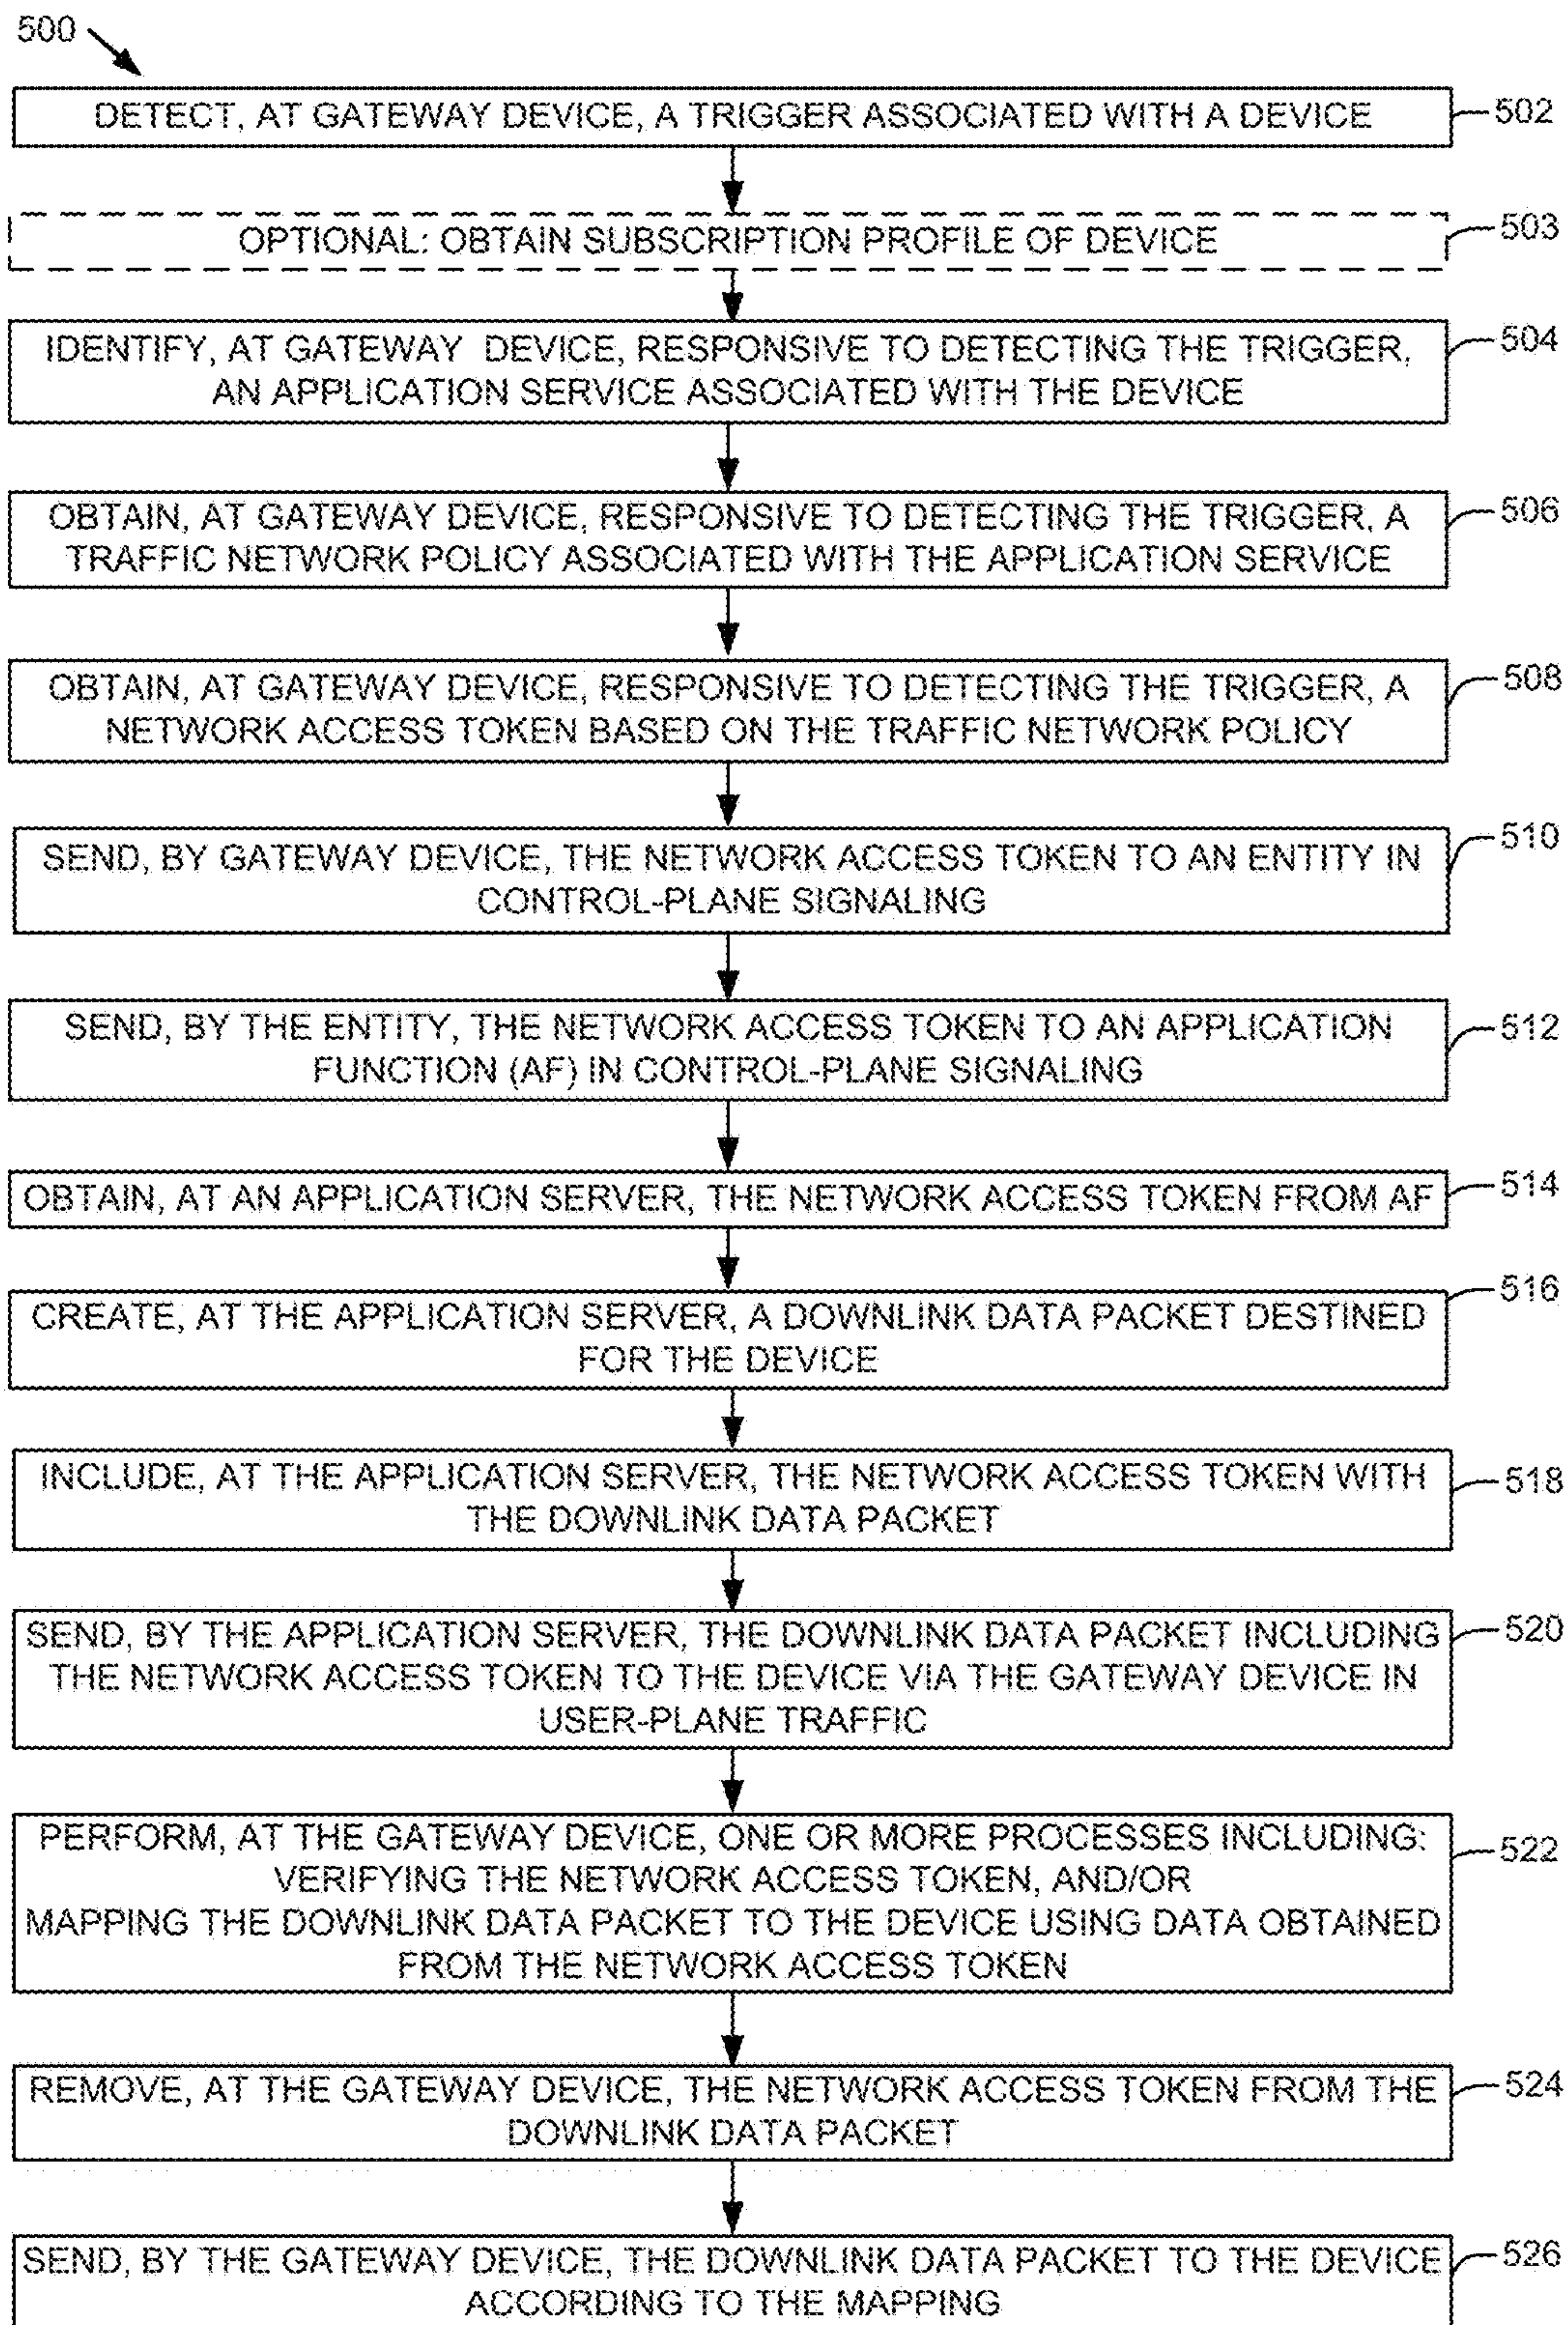 500
DETECT, AT GATEWAY DEVICE, A TRIGGER ASSOCIATED WITH A DEVICE
502
OPTIONAL: OBTAIN SUBSCRIPTION PROFILE OF DEVICE
503
IDENTIFY, AT GATEWAY DEVICE, RESPONSIVE TO DETECTING THE TRIGGER,
AN APPLICATION SERVICE ASSOCIATED WITH THE DEVICE
504
OBTAIN, AT GATEWAY DEVICE, RESPONSIVE TO DETECTING THE TRIGGER, A
TRAFFIC NETWORK POLICY ASSOCIATED WITH THE APPLICATION SERVICE
506
OBTAIN, AT GATEWAY DEVICE, RESPONSIVE TO DETECTING THE TRIGGER, A
NETWORK ACCESS TOKEN BASED ON THE TRAFFIC NETWORK POLICY
508
SEND, BY GATEWAY DEVICE, THE NETWORK ACCESS TOKEN TO AN ENTITY IN
CONTROL-PLANE SIGNALING
510
SEND, BY THE ENTITY, THE NETWORK ACCESS TOKEN TO AN APPLICATION
FUNCTION (AF) IN CONTROL-PLANE SIGNALING
512
OBTAIN, AT AN APPLICATION SERVER, THE NETWORK ACCESS TOKEN FROM AF
514
CREATE, AT THE APPLICATION SERVER, A DOWNLINK DATA PACKET DESTINED
FOR THE DEVICE
516
INCLUDE, AT THE APPLICATION SERVER, THE NETWORK ACCESS TOKEN WITH
THE DOWNLINK DATA PACKET
518
SEND, BY THE APPLICATION SERVER, THE DOWNLINK DATA PACKET INCLUDING
THE NETWORK ACCESS TOKEN TO THE DEVICE VIA THE GATEWAY DEVICE IN
USER-PLANE TRAFFIC
520
PERFORM, AT THE GATEWAY DEVICE, ONE OR MORE PROCESSES INCLUDING:
VERIFYING THE NETWORK ACCESS TOKEN, AND/OR
MAPPING THE DOWNLINK DATA PACKET TO THE DEVICE USING DATA OBTAINED
FROM THE NETWORK ACCESS TOKEN
522
REMOVE, AT THE GATEWAY DEVICE, THE NETWORK ACCESS TOKEN FROM THE
DOWNLINK DATA PACKET
524
SEND, BY THE GATEWAY DEVICE, THE DOWNLINK DATA PACKET TO THE DEVICE
ACCORDING TO THE MAPPING
526